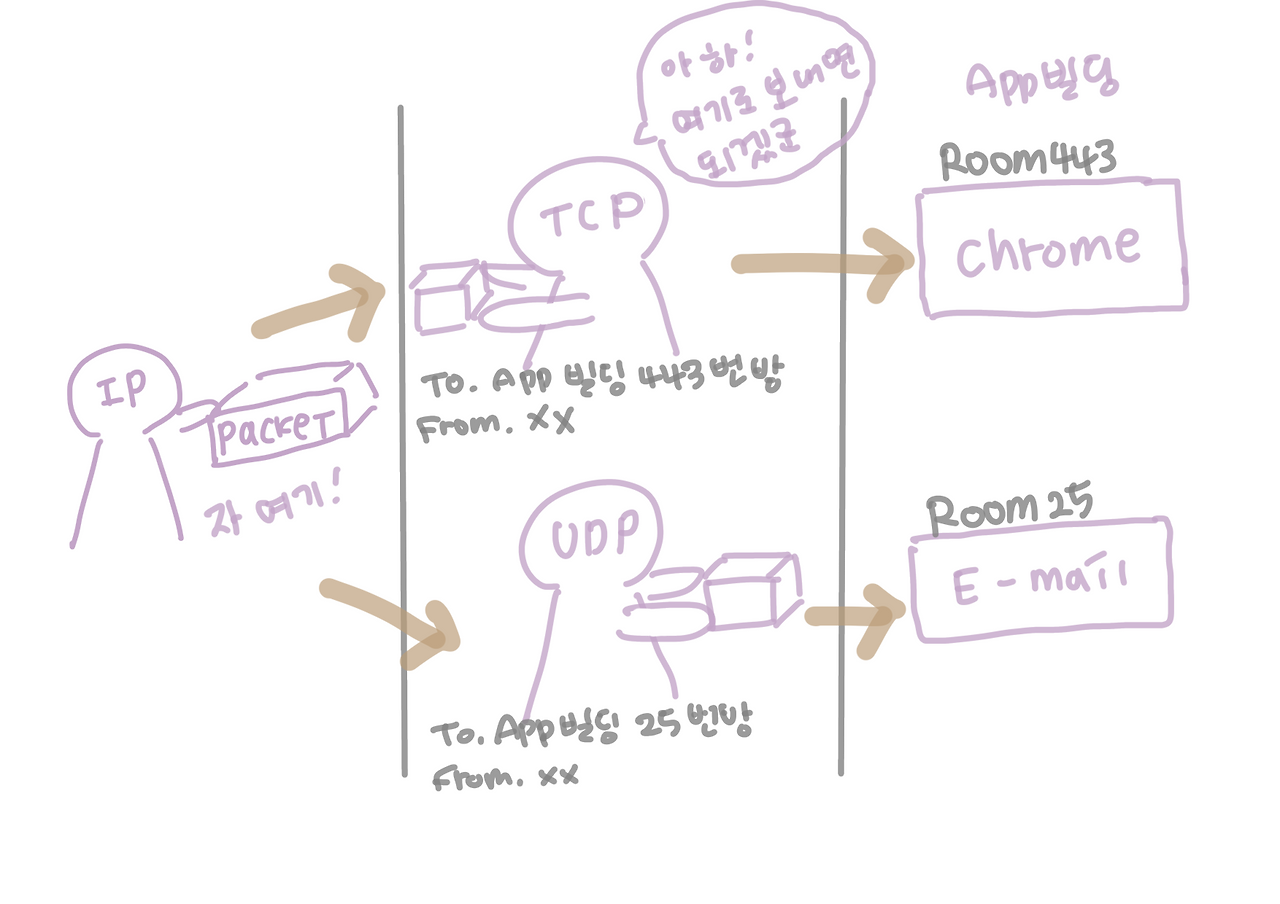 아하!
여기로 보내면
되겠군
App빌딩
Room 443
Chrome
TCP
To. App 빌딩 443번방
From. XX
IP
Packet
자 여기!
UDP
To. App빌딩 25번방
From. xx
Room 25
E-mail